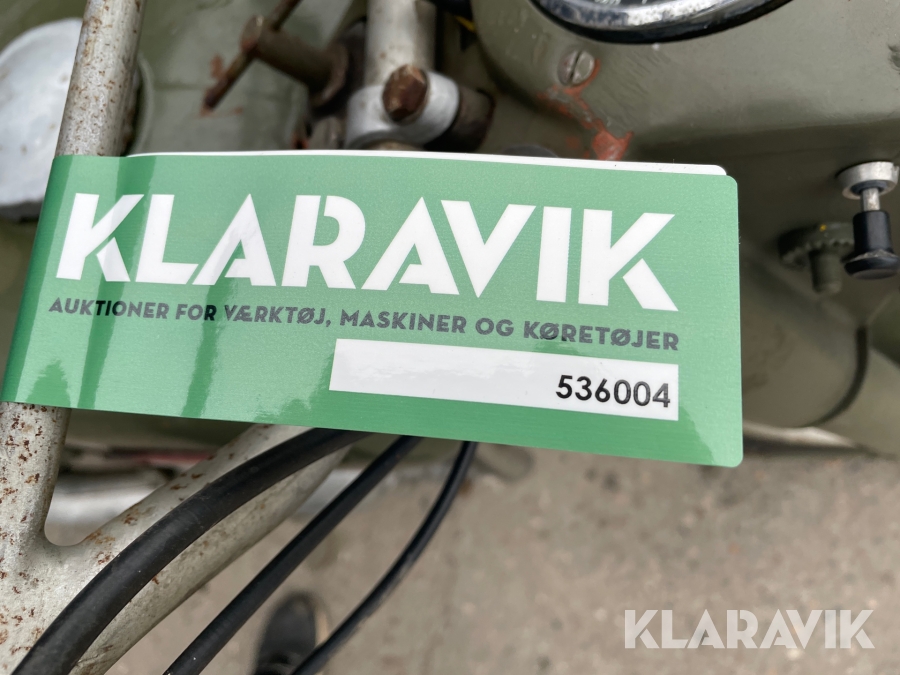 KLARAVIK
AUKTIONER FOR VÆRKTØJ, MASKINER OG KØRETØJER
536004
KLARAVIK